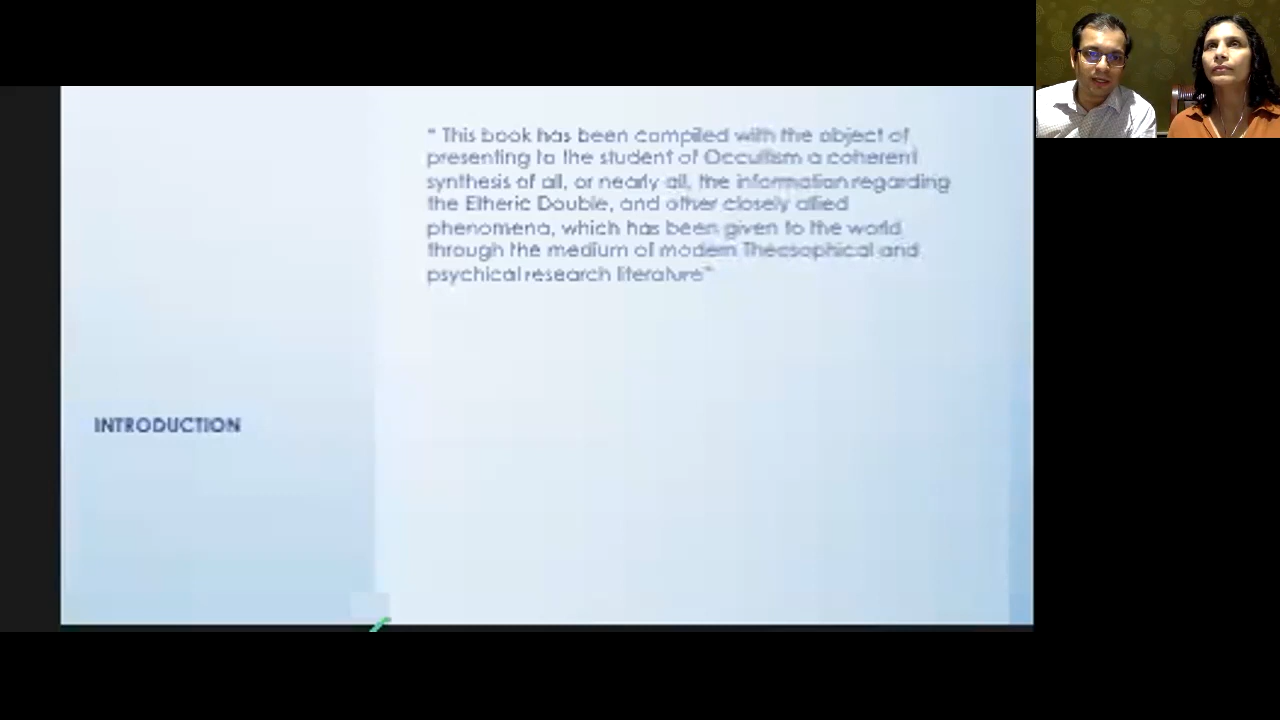 " This book has been compiled with the object of
presenting to the student of Occultism a coherent
synthesis of all, or nearly all, the information regarding
the Etheric Double, and other closely allied
phenomena, which has been given to the world
through the medium of modern Theosophical and
psychical research literature"
INTRODUCTION